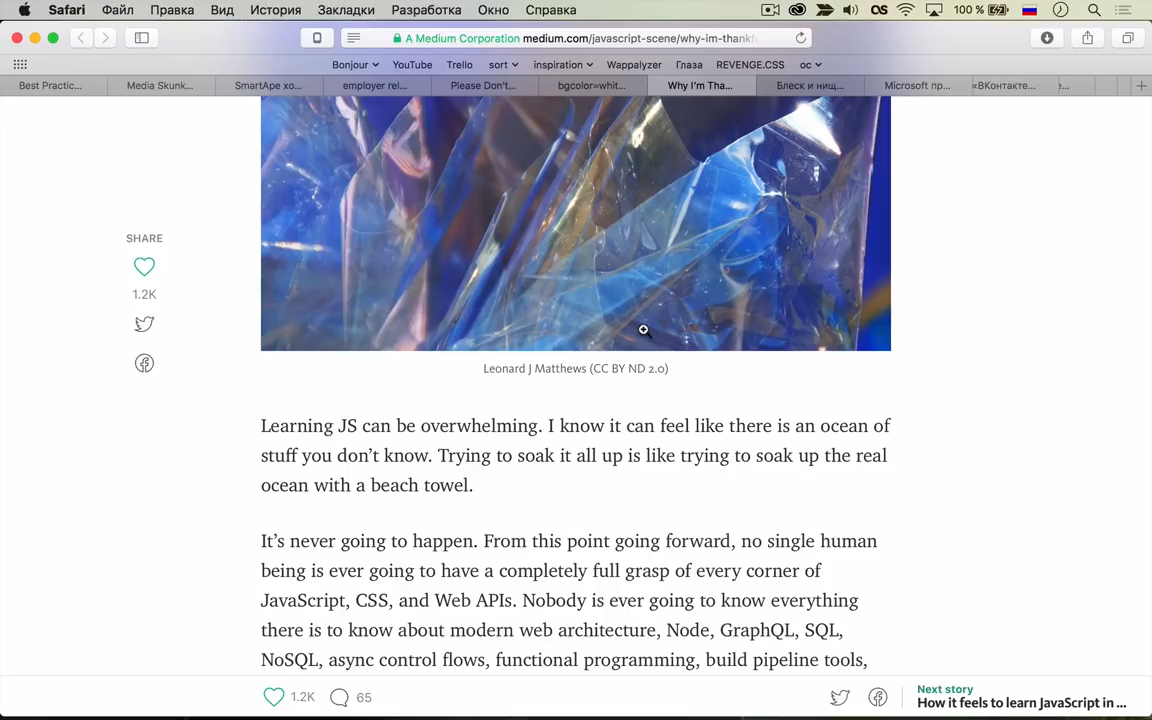 Safari Файл Правка Вид История Закладки Разработка Окно Справка 100 %
A Medium Corporation medium.com/javascript-scene/why-im-thankf
Bonjour YouTube Trello sort inspiration Wappalyzer Глаза REVENGE.CSS ос
Best Practic... Media Skunk... SmartApe хо... employer rei... Please Don't... bgcolor=whit... Why I'm Tha... Блеск и нищ... Microsoft пр... «ВКонтакте...
SHARE
1.2K
Leonard J Matthews (CC BY ND 2.0)
Learning JS can be overwhelming. I know it can feel like there is an ocean of
stuff you don't know. Trying to soak it all up is like trying to soak up the real
ocean with a beach towel.
It's never going to happen. From this point going forward, no single human
being is ever going to have a completely full grasp of every corner of
JavaScript, CSS, and Web APIs. Nobody is ever going to know everything
there is to know about modern web architecture, Node, GraphQL, SQL,
NoSQL, async control flows, functional programming, build pipeline tools,
1.2K 65
Next story
How it feels to learn JavaScript in ...